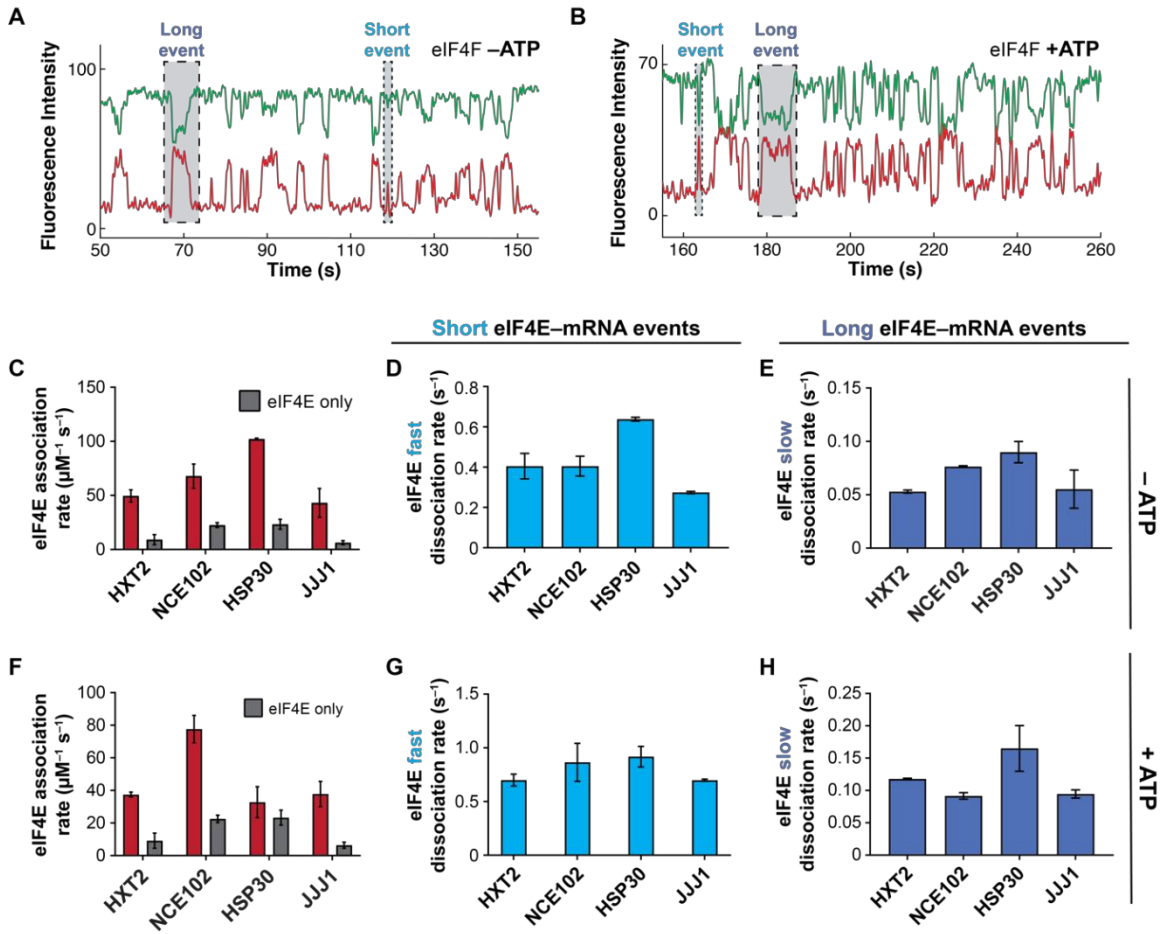 A
Long
event
Short
event
eIF4F –ATP
Fluorescence Intensity
100
0
50
70
90
110
130
150
Time (s)
B
Short
event
Long
event
eIF4F +ATP
Fluorescence Intensity
70
0
160
180
200
220
240
260
Time (s)
Short eIF4E–mRNA events
Long eIF4E–mRNA events
C
eIF4E association
rate (µM⁻¹ s⁻¹)
150
100
50
0
eIF4E only
HXT2
NCE102
HSP30
JJJ1
D
eIF4E fast
dissociation rate (s⁻¹)
0.8
0.6
0.4
0.2
0
HXT2
NCE102
HSP30
JJJ1
E
eIF4E slow
dissociation rate (s⁻¹)
0.15
0.10
0.05
0
HXT2
NCE102
HSP30
JJJ1
– ATP
F
eIF4E association
rate (µM⁻¹ s⁻¹)
100
80
60
40
20
0
eIF4E only
HXT2
NCE102
HSP30
JJJ1
G
eIF4E fast
dissociation rate (s⁻¹)
1.5
1.0
0.5
0
HXT2
NCE102
HSP30
JJJ1
H
eIF4E slow
dissociation rate (s⁻¹)
0.25
0.20
0.15
0.10
0.05
0
HXT2
NCE102
HSP30
JJJ1
+ ATP